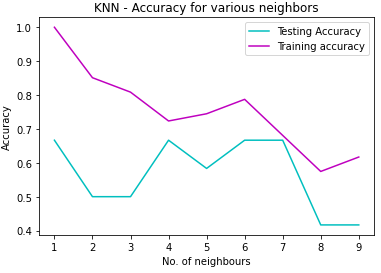 KNN - Accuracy for various neighbors
Testing Accuracy
Training accuracy
Accuracy
1.0
0.9
0.8
0.7
0.6
0.5
0.4
1 2 3 4 5 6 7 8 9
No. of neighbours